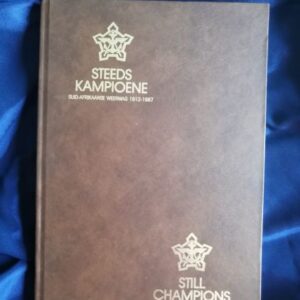 STEEDS
KAMPIOENE
SUID-AFRIKAANSE WEERMAG 1912-1987
STILL
CHAMPIONS